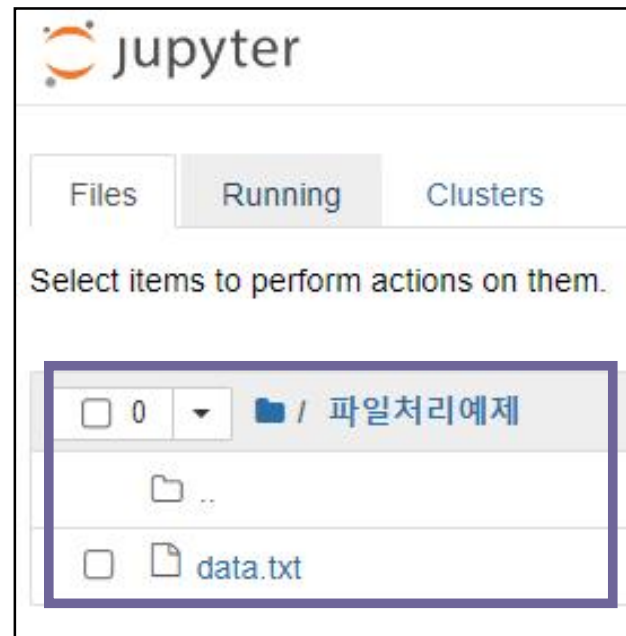 jupyter
Files Running Clusters
Select items to perform actions on them.
0 / 파일처리예제
..
data.txt